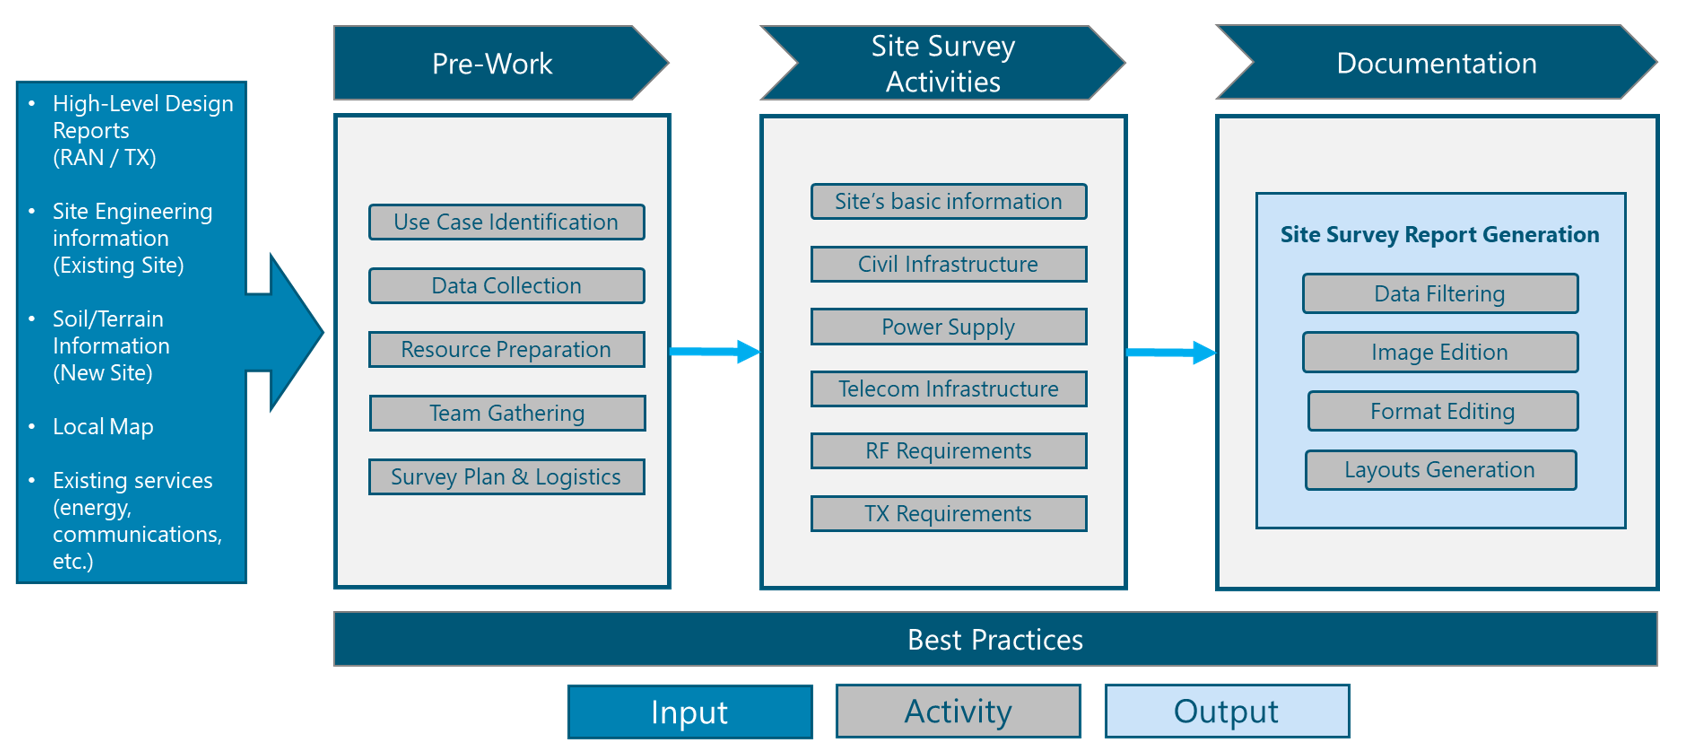 Pre-Work
Site Survey
Activities
Documentation
• High-Level Design
Reports
(RAN / TX)
• Site Engineering
information
(Existing Site)
• Soil/Terrain
Information
(New Site)
• Local Map
• Existing services
(energy,
communications,
etc.)
Use Case Identification
Data Collection
Resource Preparation
Team Gathering
Survey Plan & Logistics
Site’s basic information
Civil Infrastructure
Power Supply
Telecom Infrastructure
RF Requirements
TX Requirements
Site Survey Report Generation
Data Filtering
Image Edition
Format Editing
Layouts Generation
Best Practices
Input
Activity
Output